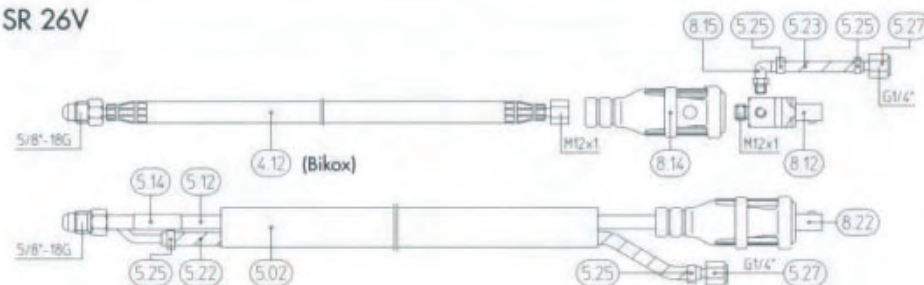 SR 26V
8.15 5.25 5.23 5.25 5.27
G1/4"
5/8"-18G M12x1 M12x1
4.12 (Bikox) 8.14 8.12
5.14 5.12
8.22
5/8"-18G
G1/4"
5.25 5.22 5.02 5.25 5.27